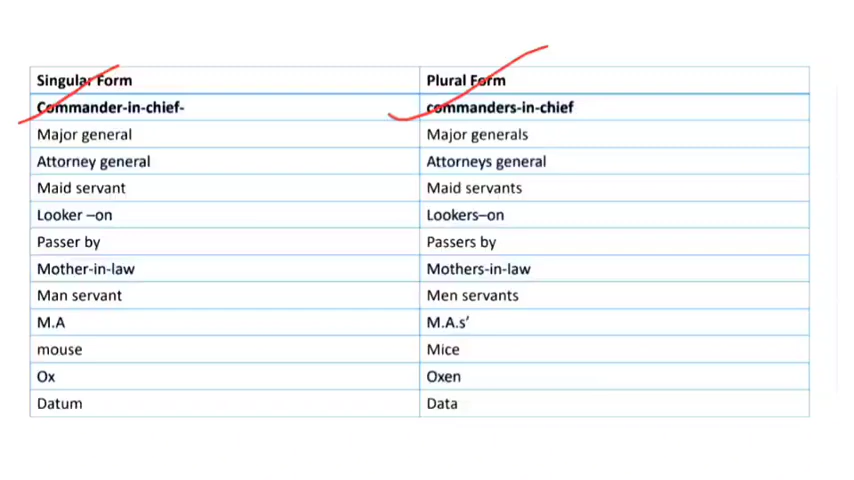 Singular Form Plural Form
Commander-in-chief- commanders-in-chief
Major general Major generals
Attorney general Attorneys general
Maid servant Maid servants
Looker –on Lookers–on
Passer by Passers by
Mother-in-law Mothers-in-law
Man servant Men servants
M.A M.A.s’
mouse Mice
Ox Oxen
Datum Data